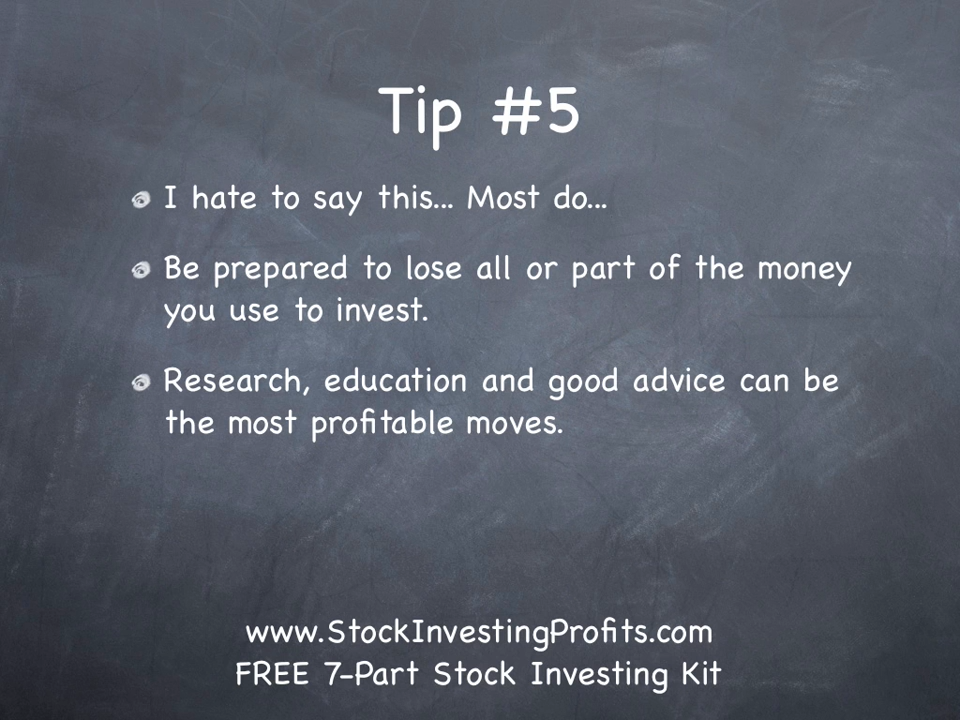 Tip #5
I hate to say this... Most do...
Be prepared to lose all or part of the money
you use to invest.
Research, education and good advice can be
the most profitable moves.
www.StockInvestingProfits.com
FREE 7-Part Stock Investing Kit